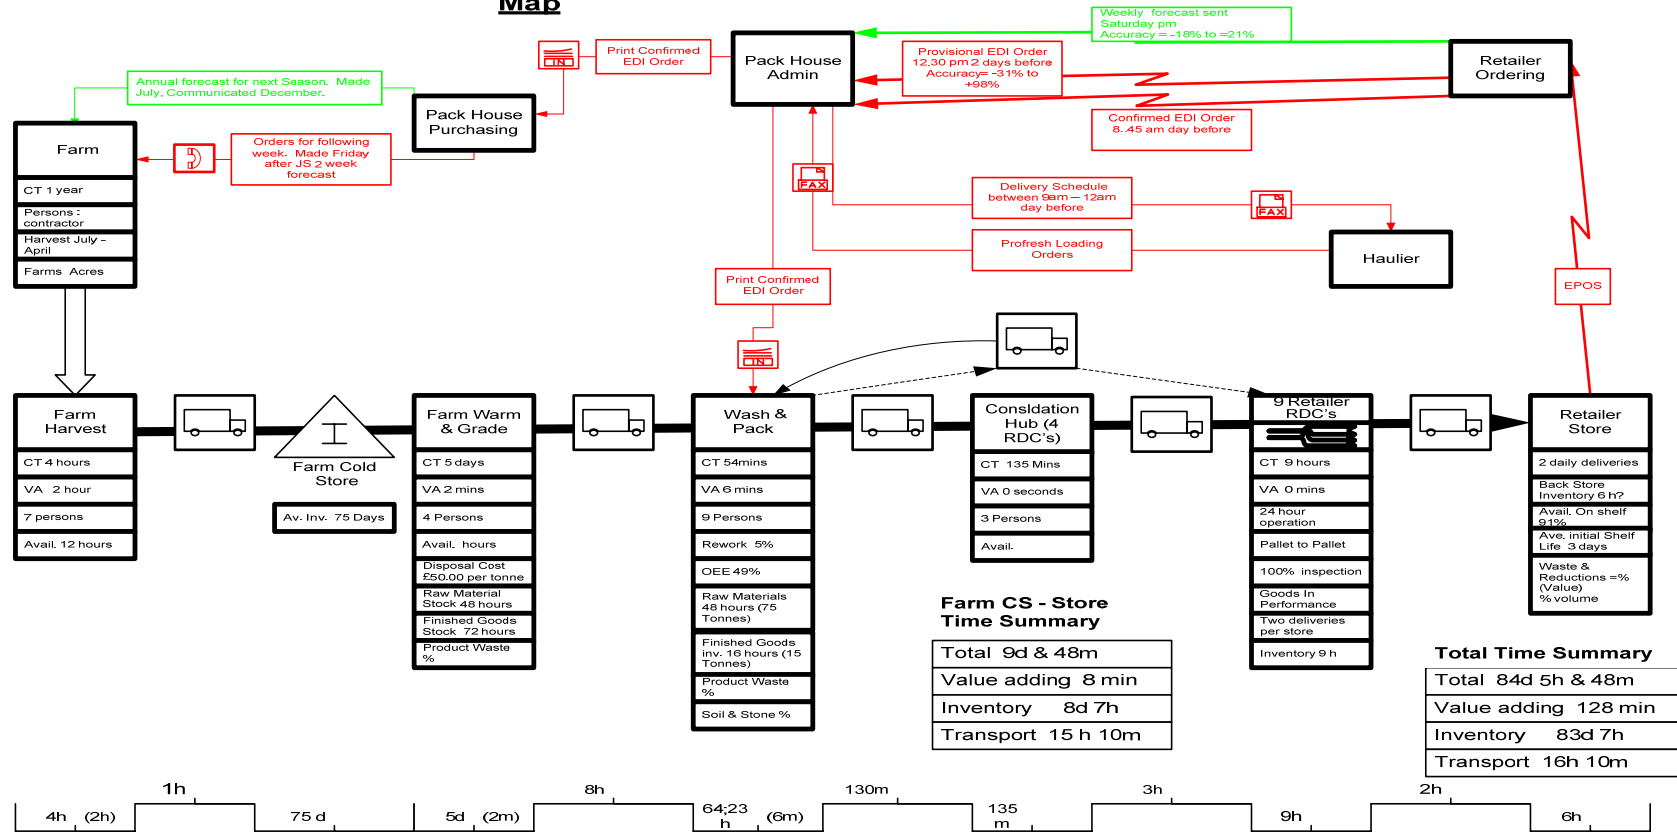 Map
Weekly forecast sent
Saturday pm
Accuracy = -18% to =21%
Print Confirmed
EDI Order
IN
Pack House
Admin
Provisional EDI Order
12.30 pm 2 days before
Accuracy= -31% to
+98%
Retailer
Ordering
Annual forecast for next Season. Made
July, Communicated December.
Pack House
Purchasing
Confirmed EDI Order
8..45 am day before
Farm
CT 1 year
Persons :
contractor
Harvest July –
April
Farms Acres
Orders for following
week. Made Friday
after JS 2 week
forecast
FAX
Delivery Schedule
between 9am – 12am
day before
FAX
Profresh Loading
Orders
Haulier
Print Confirmed
EDI Order
IN
EPOS
Farm
Harvest
CT 4 hours
VA 2 hour
7 persons
Avail. 12 hours
I
Farm Cold
Store
Av. Inv. 75 Days
Farm Warm
& Grade
CT 5 days
VA 2 mins
4 Persons
Avail. hours
Disposal Cost
£50.00 per tonne
Raw Material
Stock 48 hours
Finished Goods
Stock 72 hours
Product Waste
%
Wash &
Pack
CT 54mins
VA 6 mins
9 Persons
Rework 5%
OEE 49%
Raw Materials
48 hours (75
Tonnes)
Finished Goods
inv. 16 hours (15
Tonnes)
Product Waste
%
Soil & Stone %
Consldation
Hub (4
RDC's)
CT 135 Mins
VA 0 seconds
3 Persons
Avail.
9 Retailer
RDC's
CT 9 hours
VA 0 mins
24 hour
operation
Pallet to Pallet
100% inspection
Goods In
Performance
Two deliveries
per store
Inventory 9 h
Retailer
Store
2 daily deliveries
Back Store
Inventory 6 h?
Avail. On shelf
91%
Ave. initial Shelf
Life 3 days
Waste &
Reductions =%
(Value)
% volume
Farm CS - Store
Time Summary
Total 9d & 48m
Value adding 8 min
Inventory 8d 7h
Transport 15 h 10m
Total Time Summary
Total 84d 5h & 48m
Value adding 128 min
Inventory 83d 7h
Transport 16h 10m
1h
8h
130m
3h
2h
4h (2h)
75 d
5d (2m)
64;23
h
(6m)
135
m
9h
6h